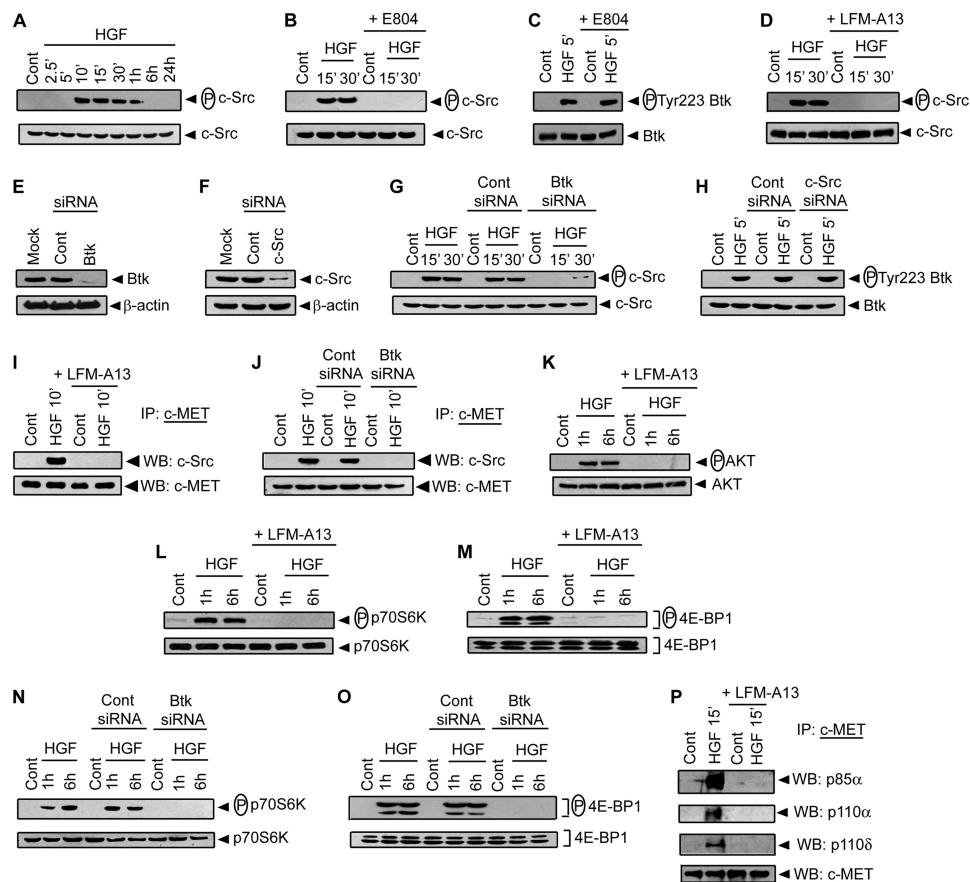 A
HGF
Cont 2.5' 5' 10' 15' 30' 1h 6h 24h
P c-Src
c-Src
B
+ E804
HGF HGF
Cont 15' 30' Cont 15' 30'
P c-Src
c-Src
C
+ E804
Cont HGF 5' Cont HGF 5'
P Tyr223 Btk
Btk
D
+ LFM-A13
HGF HGF
Cont 15' 30' Cont 15' 30'
P c-Src
c-Src
E
siRNA
Mock Cont Btk
Btk
β-actin
F
siRNA
Mock Cont c-Src
c-Src
β-actin
G
Cont siRNA
Btk siRNA
HGF HGF HGF
Cont 15' 30' Cont 15' 30' Cont 15' 30'
P c-Src
c-Src
H
Cont siRNA
c-Src siRNA
Cont HGF 5' Cont HGF 5' Cont HGF 5'
P Tyr223 Btk
Btk
I
+ LFM-A13
Cont HGF 10' Cont HGF 10'
IP: c-MET
WB: c-Src
WB: c-MET
J
Cont siRNA
Btk siRNA
Cont HGF 10' Cont HGF 10' Cont HGF 10'
IP: c-MET
WB: c-Src
WB: c-MET
K
+ LFM-A13
HGF HGF
Cont 1h 6h Cont 1h 6h
P AKT
AKT
L
+ LFM-A13
HGF HGF
Cont 1h 6h Cont 1h 6h
P p70S6K
p70S6K
M
+ LFM-A13
HGF HGF
Cont 1h 6h Cont 1h 6h
P 4E-BP1
4E-BP1
N
Cont siRNA
Btk siRNA
HGF HGF HGF
Cont 1h 6h Cont 1h 6h Cont 1h 6h
P p70S6K
p70S6K
O
Cont siRNA
Btk siRNA
HGF HGF HGF
Cont 1h 6h Cont 1h 6h Cont 1h 6h
P 4E-BP1
4E-BP1
P
+ LFM-A13
Cont HGF 15' Cont HGF 15'
IP: c-MET
WB: p85α
WB: p110α
WB: p110δ
WB: c-MET